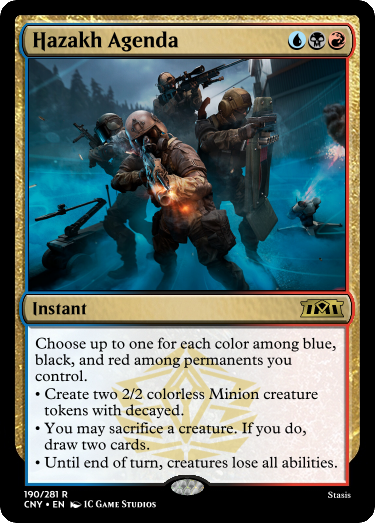 Hazakh Agenda
Instant
Choose up to one for each color among blue,
black, and red among permanents you
control.
• Create two 2/2 colorless Minion creature
tokens with decayed.
• You may sacrifice a creature. If you do,
draw two cards.
• Until end of turn, creatures lose all abilities.
190/281 R
CNY • EN IC Game Studios
Stasis